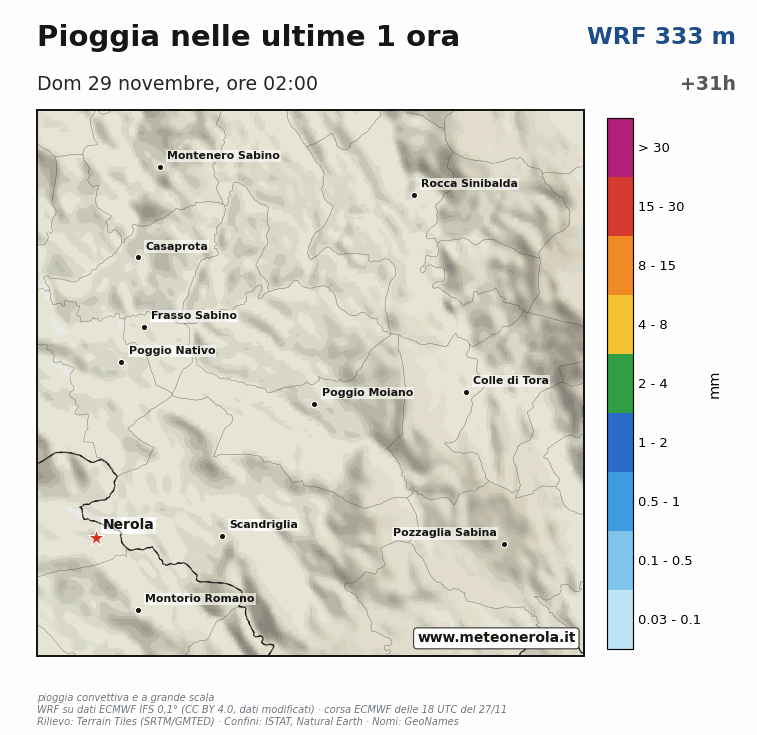 Pioggia nelle ultime 1 ora
WRF 333 m
Dom 29 novembre, ore 02:00
+31h
Montenero Sabino
Rocca Sinibalda
Casaprota
Frasso Sabino
Poggio Nativo
Colle di Tora
Poggio Moiano
Nerola
Scandriglia
Pozzaglia Sabina
Montorio Romano
www.meteonerola.it
> 30
15 - 30
8 - 15
4 - 8
2 - 4
1 - 2
0.5 - 1
0.1 - 0.5
0.03 - 0.1
mm
pioggia convettiva e a grande scala
WRF su dati ECMWF IFS 0,1° (CC BY 4.0, dati modificati) · corsa ECMWF delle 18 UTC del 27/11
Rilievo: Terrain Tiles (SRTM/GMTED) · Confini: ISTAT, Natural Earth · Nomi: GeoNames